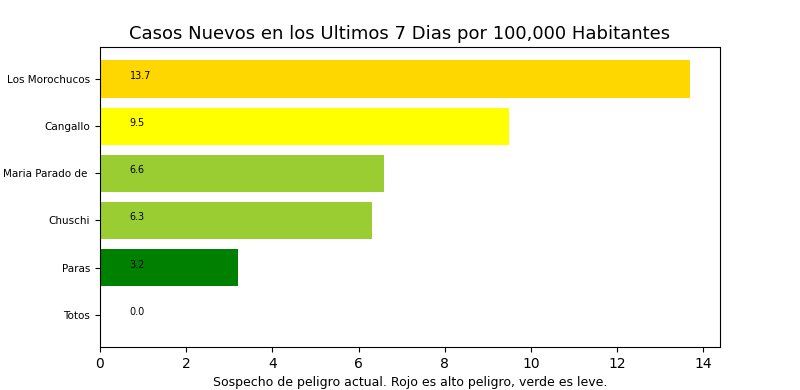 Casos Nuevos en los Ultimos 7 Dias por 100,000 Habitantes
Los Morochucos 13.7
Cangallo 9.5
Maria Parado de 6.6
Chuschi 6.3
Paras 3.2
Totos 0.0
0 2 4 6 8 10 12 14
Sospecho de peligro actual. Rojo es alto peligro, verde es leve.